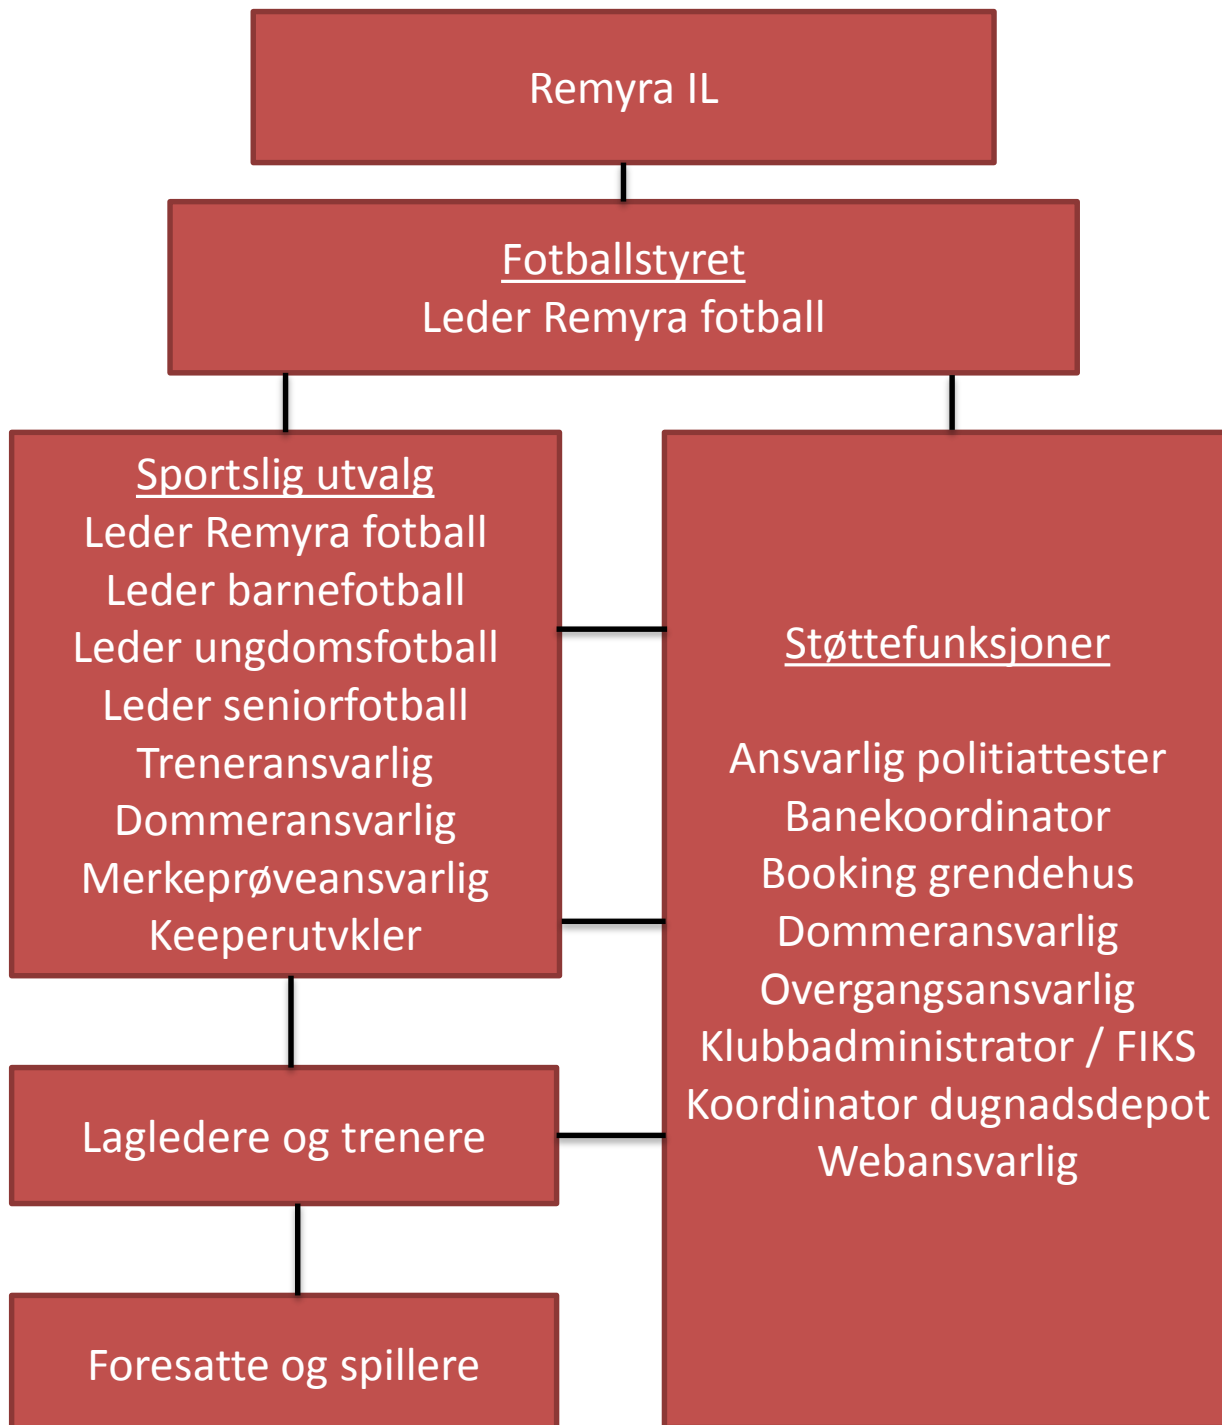 Remyra IL
Fotballstyret
Leder Remyra fotball
Sportslig utvalg
Leder Remyra fotball
Leder barnefotball
Leder ungdomsfotball
Leder seniorfotball
Treneransvarlig
Dommeransvarlig
Merkeprøveansvarlig
Keeperutvkler
Støttefunksjoner
Ansvarlig politiattester
Banekoordinator
Booking grendehus
Dommeransvarlig
Overgangsansvarlig
Klubbadministrator / FIKS
Koordinator dugnadsdepot
Webansvarlig
Lagledere og trenere
Foresatte og spillere